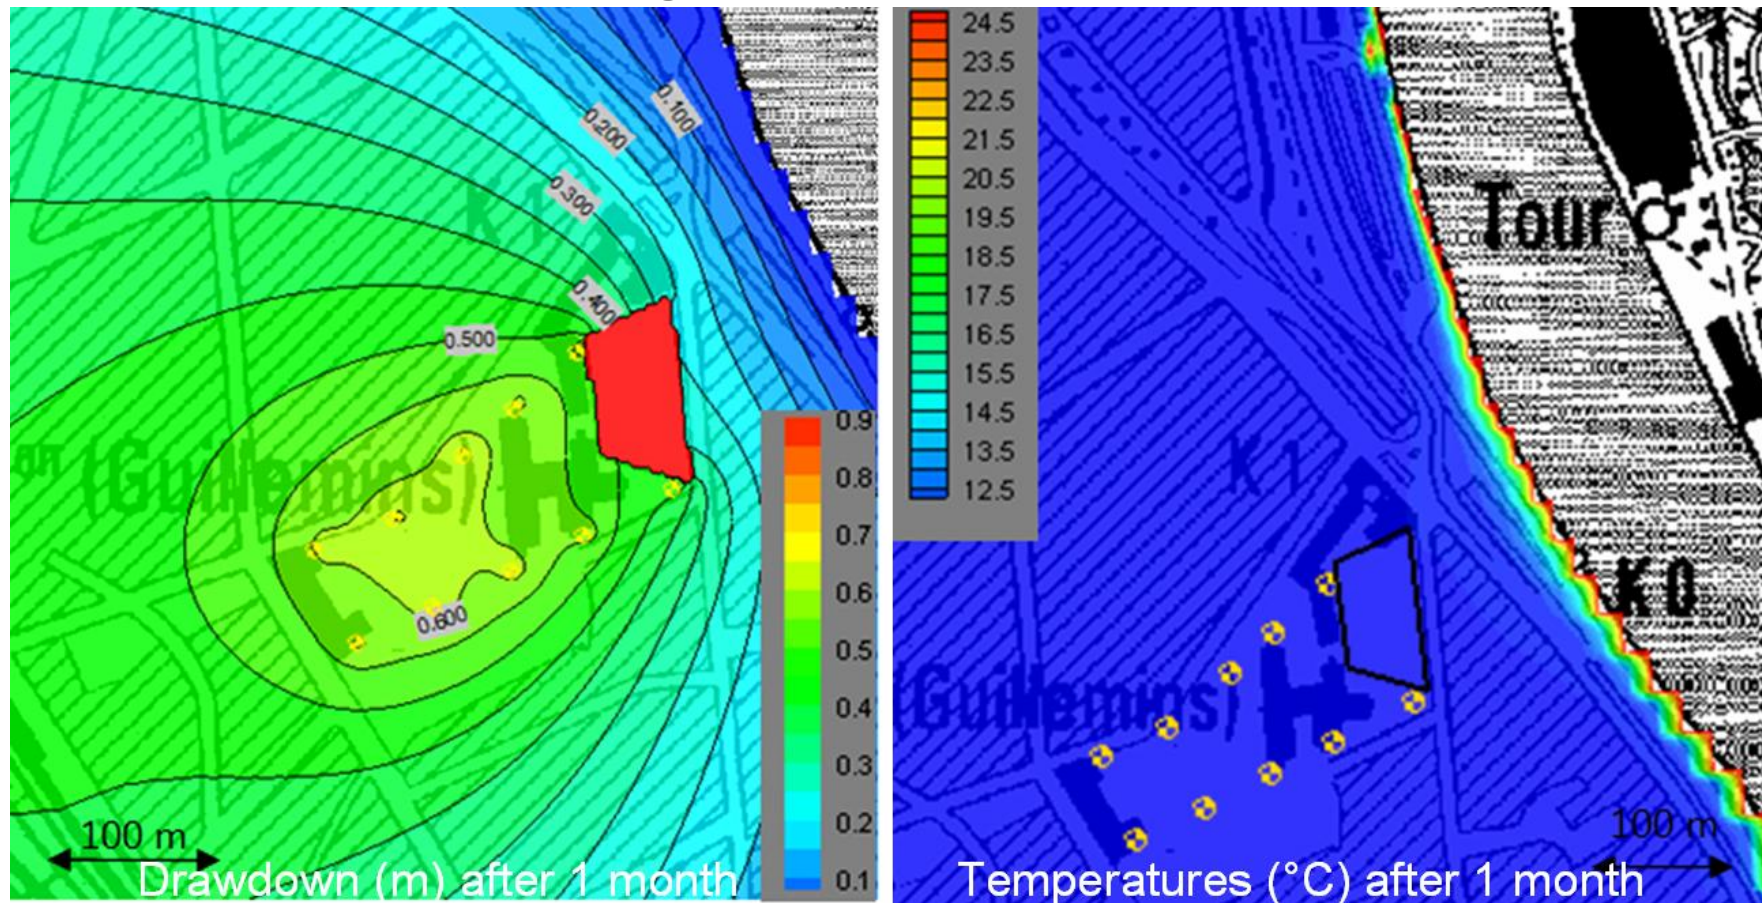 0.100
0.200
0.300
K 1
0.400
0.500
on (Guillemins)
0.600
0.9
0.8
0.7
0.6
0.5
0.4
0.3
0.2
0.1
100 m
Drawdown (m) after 1 month
24.5
23.5
22.5
21.5
20.5
19.5
18.5
17.5
16.5
15.5
14.5
13.5
12.5
Tour
K 1
K 0
(Guillemins)
100 m
Temperatures (°C) after 1 month